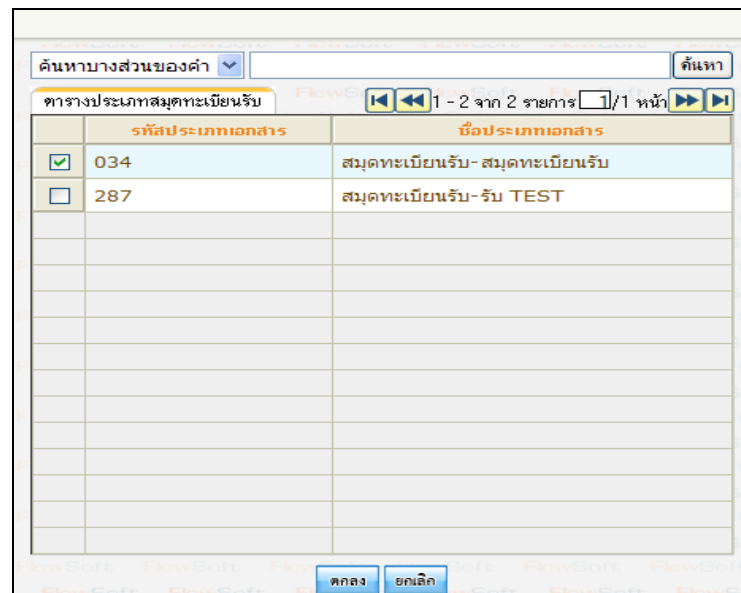 ค้นหาบางส่วนของคำ ค้นหา
ตารางประเภทสมุดทะเบียนรับ 1 - 2 จาก 2 รายการ 1/1 หน้า
รหัสประเภทเอกสาร ชื่อประเภทเอกสาร
034 สมุดทะเบียนรับ-สมุดทะเบียนรับ
287 สมุดทะเบียนรับ-รับ TEST
ตกลง ยกเลิก